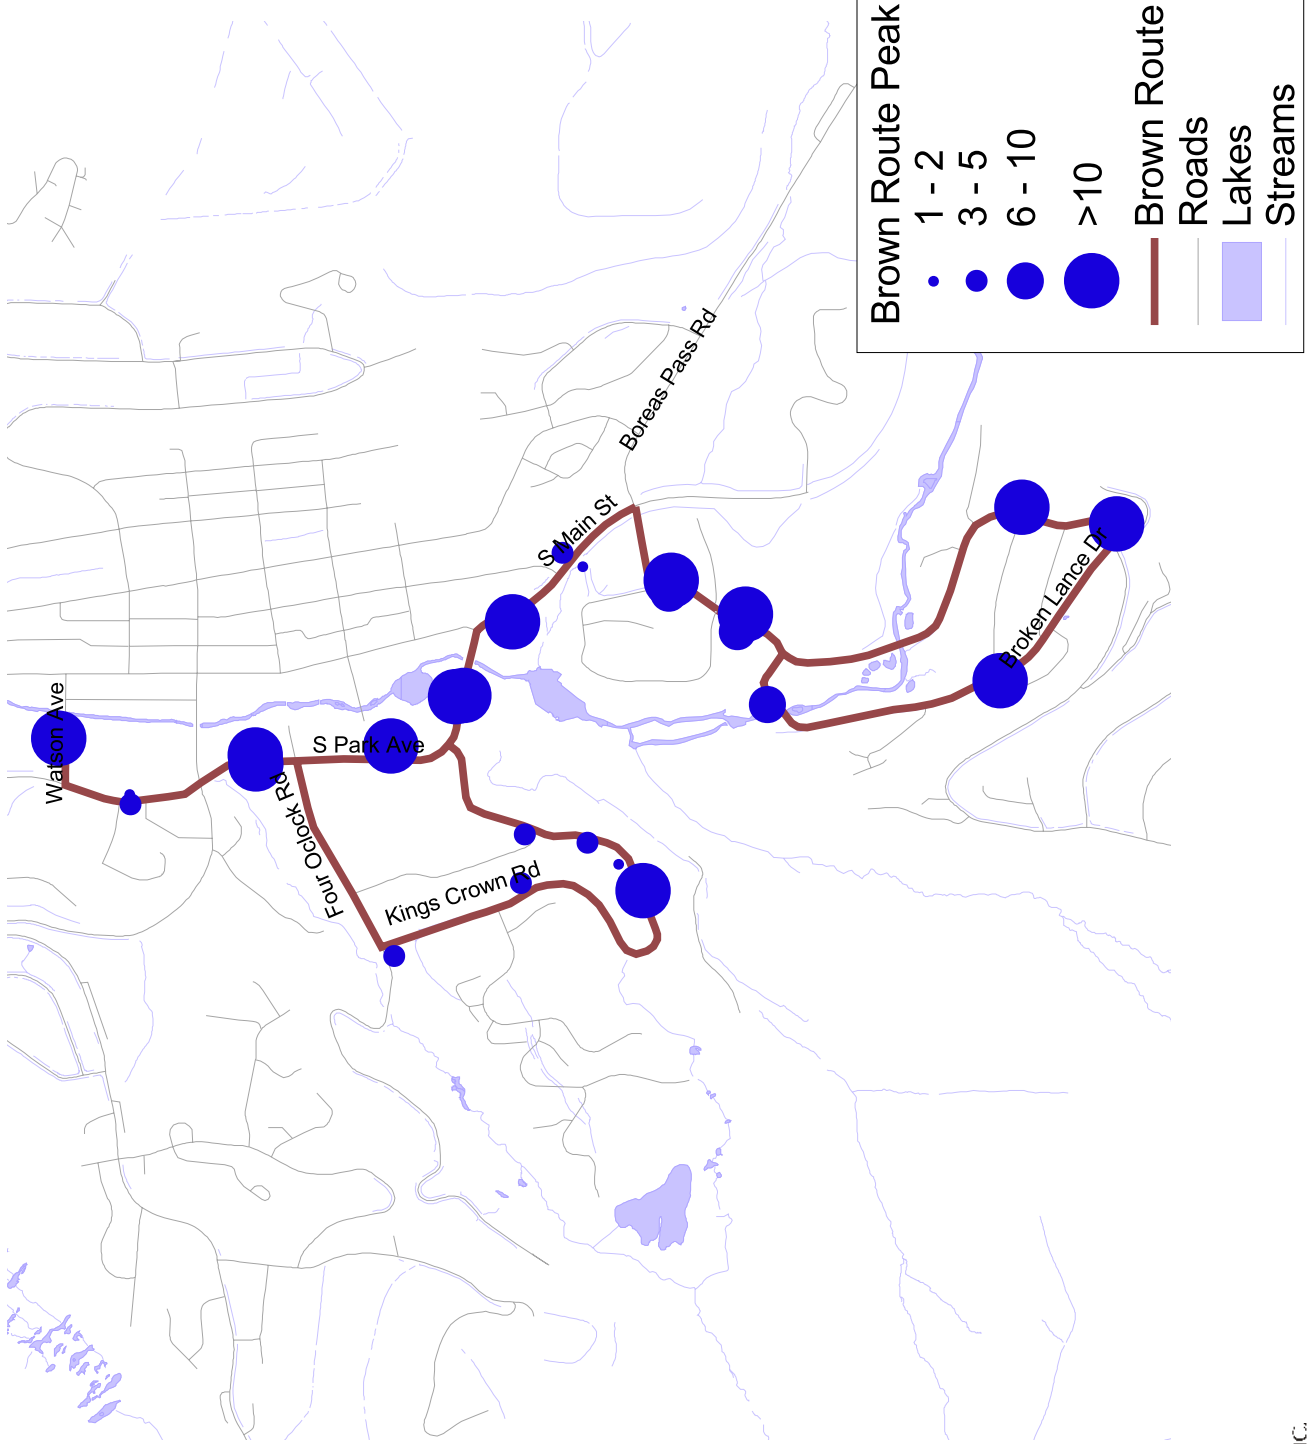 Watson Ave
S Park Ave
Four Oclock Rd
Kings Crown Rd
S Main St
Boreas Pass Rd
Broken Lance Dr
Brown Route Peak
1 - 2
3 - 5
6 - 10
>10
Brown Route
Roads
Lakes
Streams
C.